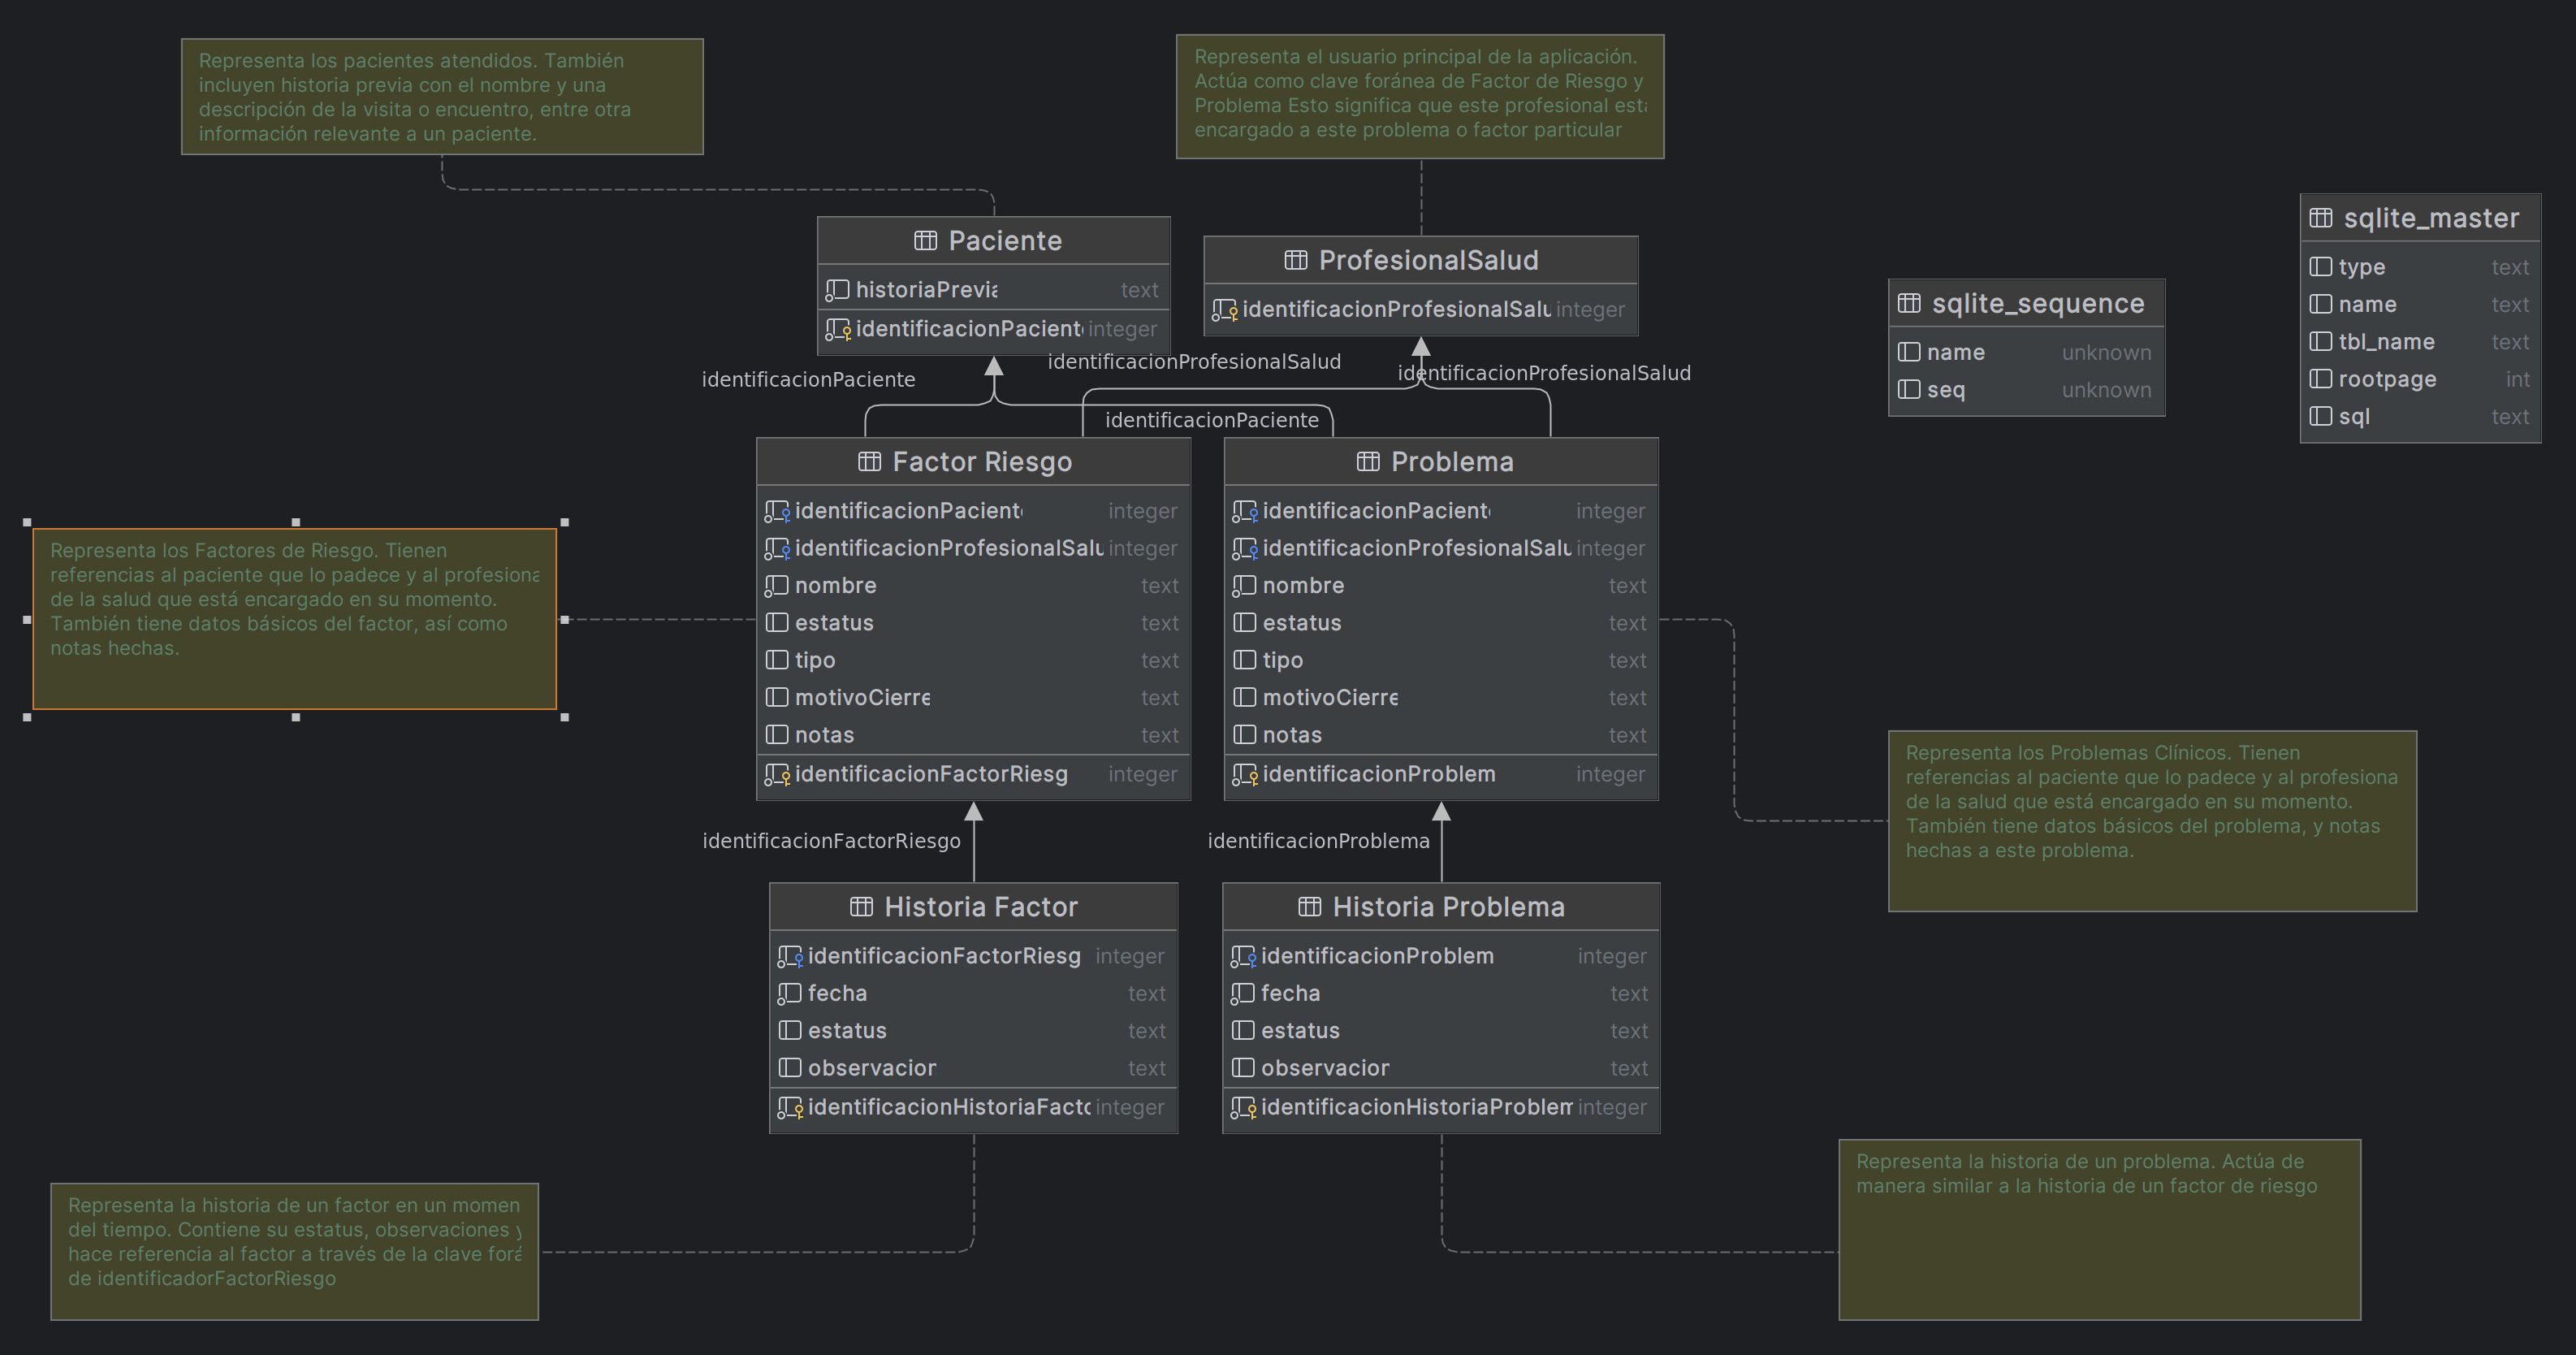 Representa los pacientes atendidos. También
incluyen historia previa con el nombre y una
descripción de la visita o encuentro, entre otra
información relevante a un paciente.
Representa el usuario principal de la aplicación.
Actúa como clave foránea de Factor de Riesgo y
Problema Esto significa que este profesional está
encargado a este problema o factor particular
Paciente
historiaPrevia text
identificacionPaciente integer
ProfesionalSalud
identificacionProfesionalSalu integer
sqlite_sequence
name unknown
seq unknown
sqlite_master
type text
name text
tbl_name text
rootpage int
sql text
identificacionPaciente
identificacionProfesionalSalud
identificacionProfesionalSalud
identificacionPaciente
Factor Riesgo
identificacionPaciente integer
identificacionProfesionalSalu integer
nombre text
estatus text
tipo text
motivoCierre text
notas text
identificacionFactorRiesg integer
Problema
identificacionPaciente integer
identificacionProfesionalSalu integer
nombre text
estatus text
tipo text
motivoCierre text
notas text
identificacionProblem integer
Representa los Factores de Riesgo. Tienen
referencias al paciente que lo padece y al profesiona
de la salud que está encargado en su momento.
También tiene datos básicos del factor, así como
notas hechas.
Representa los Problemas Clínicos. Tienen
referencias al paciente que lo padece y al profesiona
de la salud que está encargado en su momento.
También tiene datos básicos del problema, y notas
hechas a este problema.
identificacionFactorRiesgo
identificacionProblema
Historia Factor
identificacionFactorRiesg integer
fecha text
estatus text
observacion text
identificacionHistoriaFacto integer
Historia Problema
identificacionProblem integer
fecha text
estatus text
observacion text
identificacionHistoriaProblem integer
Representa la historia de un factor en un momen
del tiempo. Contiene su estatus, observaciones y
hace referencia al factor a través de la clave forá
de identificadorFactorRiesgo
Representa la historia de un problema. Actúa de
manera similar a la historia de un factor de riesgo